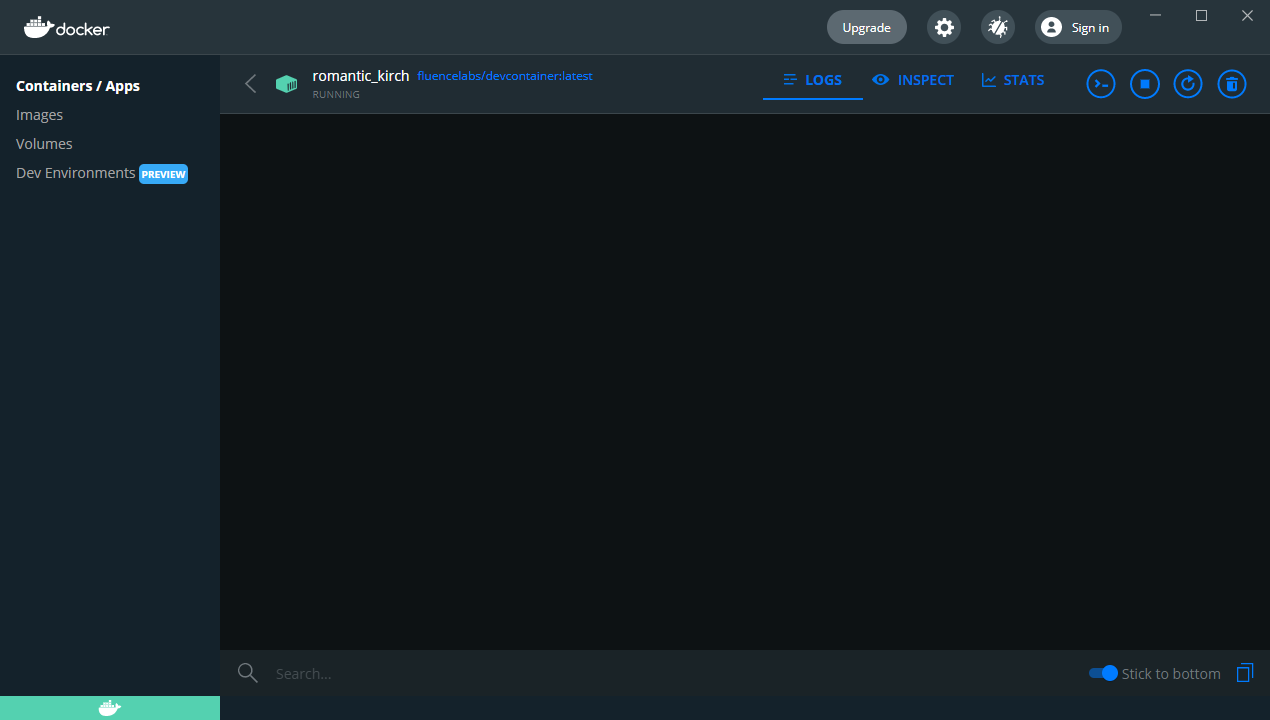 docker
Upgrade
Sign in
Containers / Apps
Images
Volumes
Dev Environments PREVIEW
romantic_kirch fluencelabs/devcontainer:latest
RUNNING
LOGS
INSPECT
STATS
Search...
Stick to bottom